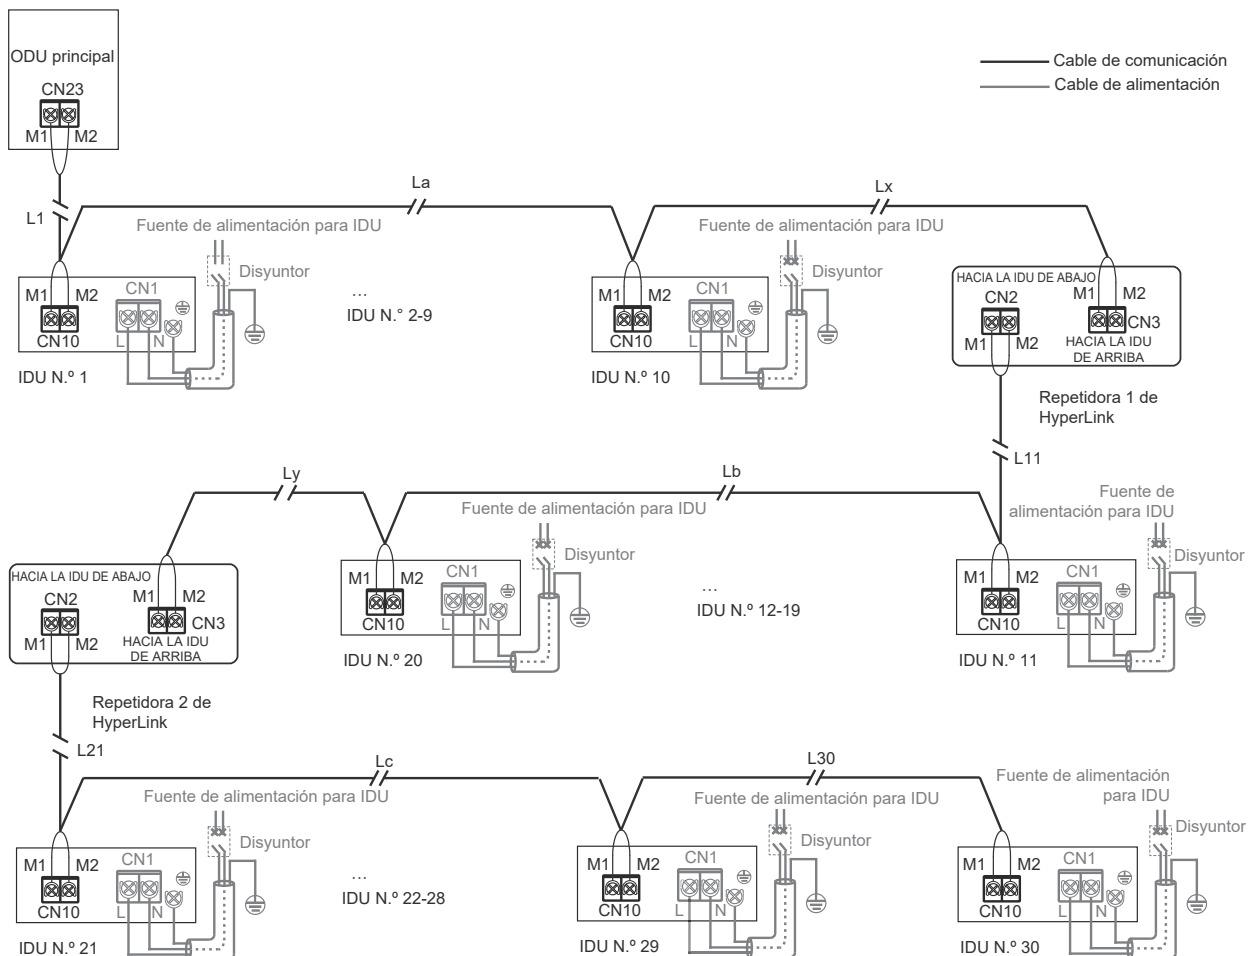 ODU principal
CN23
M1 M2
Cable de comunicación
Cable de alimentación
L1
La
Lx
Fuente de alimentación para IDU
Disyuntor
M1 M2 CN1
CN10 L N
IDU N.º 1
...
IDU N.° 2-9
Fuente de alimentación para IDU
Disyuntor
M1 M2 CN1
CN10 L N
IDU N.º 10
HACIA LA IDU DE ABAJO
CN2
M1 M2
M1 M2
CN3
HACIA LA IDU
DE ARRIBA
Repetidora 1 de
HyperLink
L11
Ly
Lb
HACIA LA IDU DE ABAJO
CN2
M1 M2
M1 M2
CN3
HACIA LA IDU
DE ARRIBA
Repetidora 2 de
HyperLink
Fuente de alimentación para IDU
Disyuntor
M1 M2 CN1
CN10 L N
IDU N.º 20
...
IDU N.º 12-19
Fuente de
alimentación para IDU
Disyuntor
M1 M2 CN1
CN10 L N
IDU N.º 11
L21
Lc
L30
Fuente de alimentación para IDU
Disyuntor
M1 M2 CN1
CN10 L N
IDU N.º 21
...
IDU N.º 22-28
Fuente de alimentación para IDU
Disyuntor
M1 M2 CN1
CN10 L N
IDU N.º 29
Fuente de alimentación
para IDU
Disyuntor
M1 M2 CN1
CN10 L N
IDU N.º 30